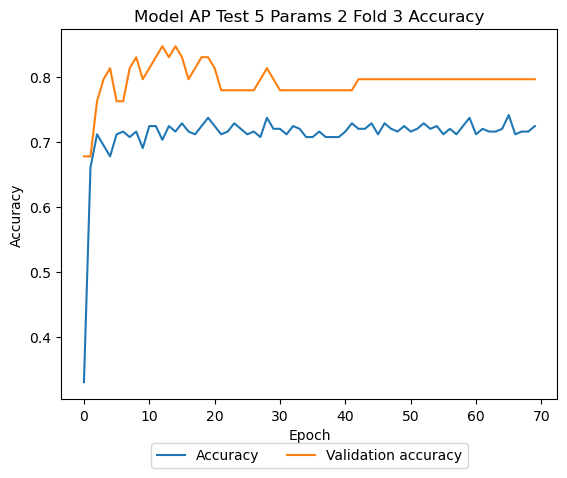 Model AP Test 5 Params 2 Fold 3 Accuracy
Accuracy
0.8
0.7
0.6
0.5
0.4
0 10 20 30 40 50 60 70
Epoch
Accuracy Validation accuracy